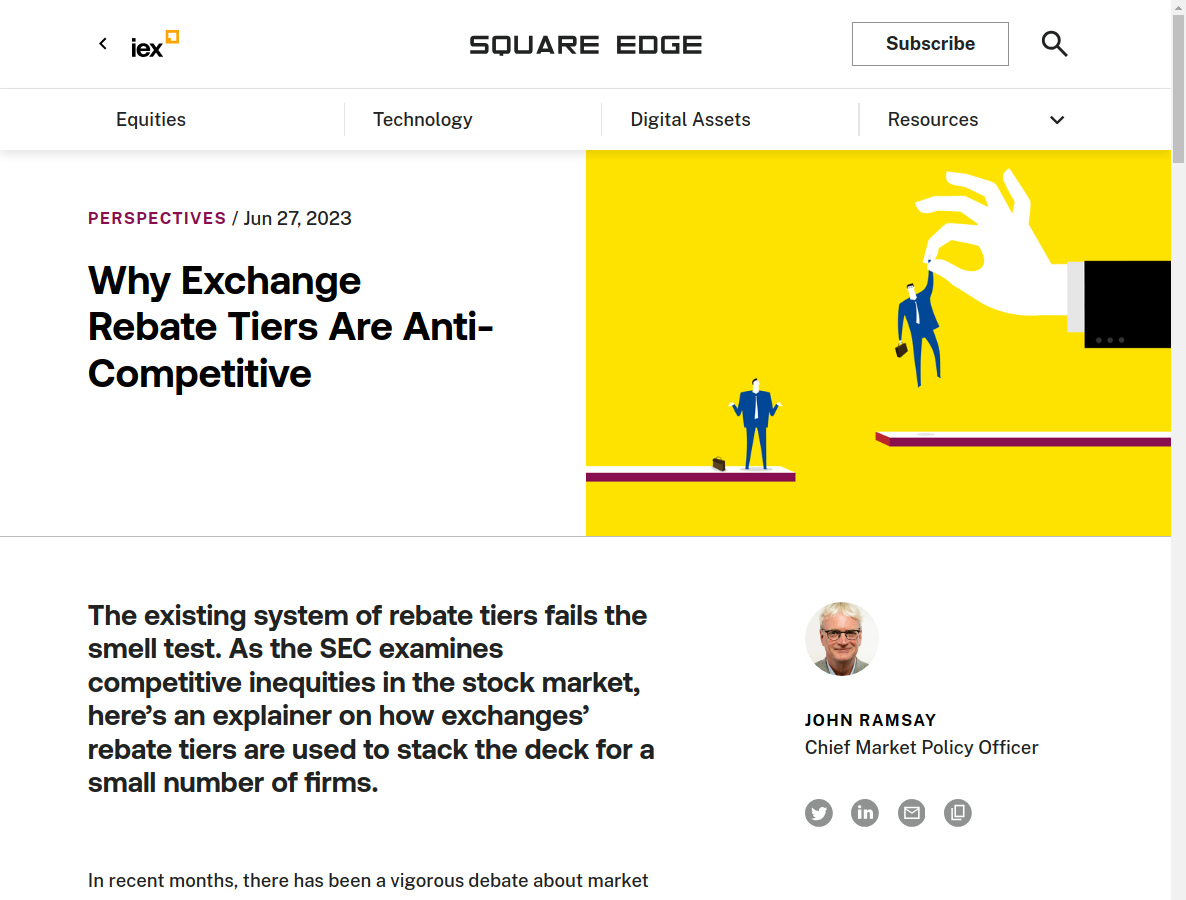 iex
SQUARE EDGE
Subscribe
Equities
Technology
Digital Assets
Resources
PERSPECTIVES / Jun 27, 2023
Why Exchange
Rebate Tiers Are Anti-
Competitive
The existing system of rebate tiers fails the
smell test. As the SEC examines
competitive inequities in the stock market,
here’s an explainer on how exchanges’
rebate tiers are used to stack the deck for a
small number of firms.
JOHN RAMSAY
Chief Market Policy Officer
in
In recent months, there has been a vigorous debate about market